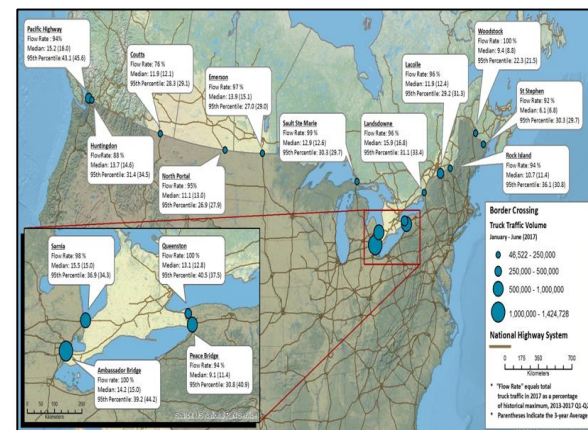 Pacific Highway
Flow Rate : 94%
Median: 15.2 (16.0)
95th Percentile:43.1 (45.6)
Coutts
Flow Rate: 76 %
Median: 11.9 (12.1)
95th Percentile: 28.3 (29.1)
Emerson
Flow Rate: 97%
Median: 13.9 (15.1)
95th Percentile: 27.0 (29.0)
Woodstock
Flow Rate : 100 %
Median: 9.4 (8.8)
95th Percentile: 22.3 (21.5)
Lacolle
Flow Rate: 96 %
Median: 11.9 (12.4)
95th Percentile: 29.2 (31.3)
Sault Ste Marie
Flow Rate: 99 %
Median: 12.9 (12.6)
95th Percentile: 30.3 (29.7)
Landsdowne
Flow Rate: 96 %
Median: 15.9 (16.8)
95th Percentile: 31.1 (33.4)
St Stephen
Flow Rate: 92 %
Median: 6.1 (6.8)
95th Percentile: 30.3 (29.7)
Huntingdon
Flow Rate: 88 %
Median: 13.7 (14.6)
95th Percentile: 31.4 (34.5)
North Portal
Flow Rate : 95%
Median: 11.1 (13.0)
95th Percentile: 26.9 (27.9)
Rock Island
Flow Rate: 94 %
Median: 10.7 (11.4)
95th Percentile: 36.1 (30.8)
Sarnia
Flow Rate: 98 %
Median: 15.5 (15.0)
95th Percentile: 36.9 (34.3)
Queenston
Flow Rate: 100 %
Median: 13.1 (12.8)
95th Percentile: 40.5 (37.5)
Ambassador Bridge
Flow rate: 100 %
Median: 14.2 (15.0)
95th Percentile: 39.2 (44.2)
Peace Bridge
Flow Rate: 94 %
Median: 9.1 (11.4)
95th Percentile: 30.8 (40.9)
0 50 100 200
Kilometers
Border Crossing
Truck Traffic Volume
January - June (2017)
46,522 - 250,000
250,000 - 500,000
500,000 - 1,000,000
1,000,000 - 1,424,728
National Highway System
0 175 350 700
Kilometers
* "Flow Rate" equals total
truck traffic in 2017 as a percentage
of historical maximum, 2013-2017 Q1-Q2
* Parentheses Indicate the 3-year Average